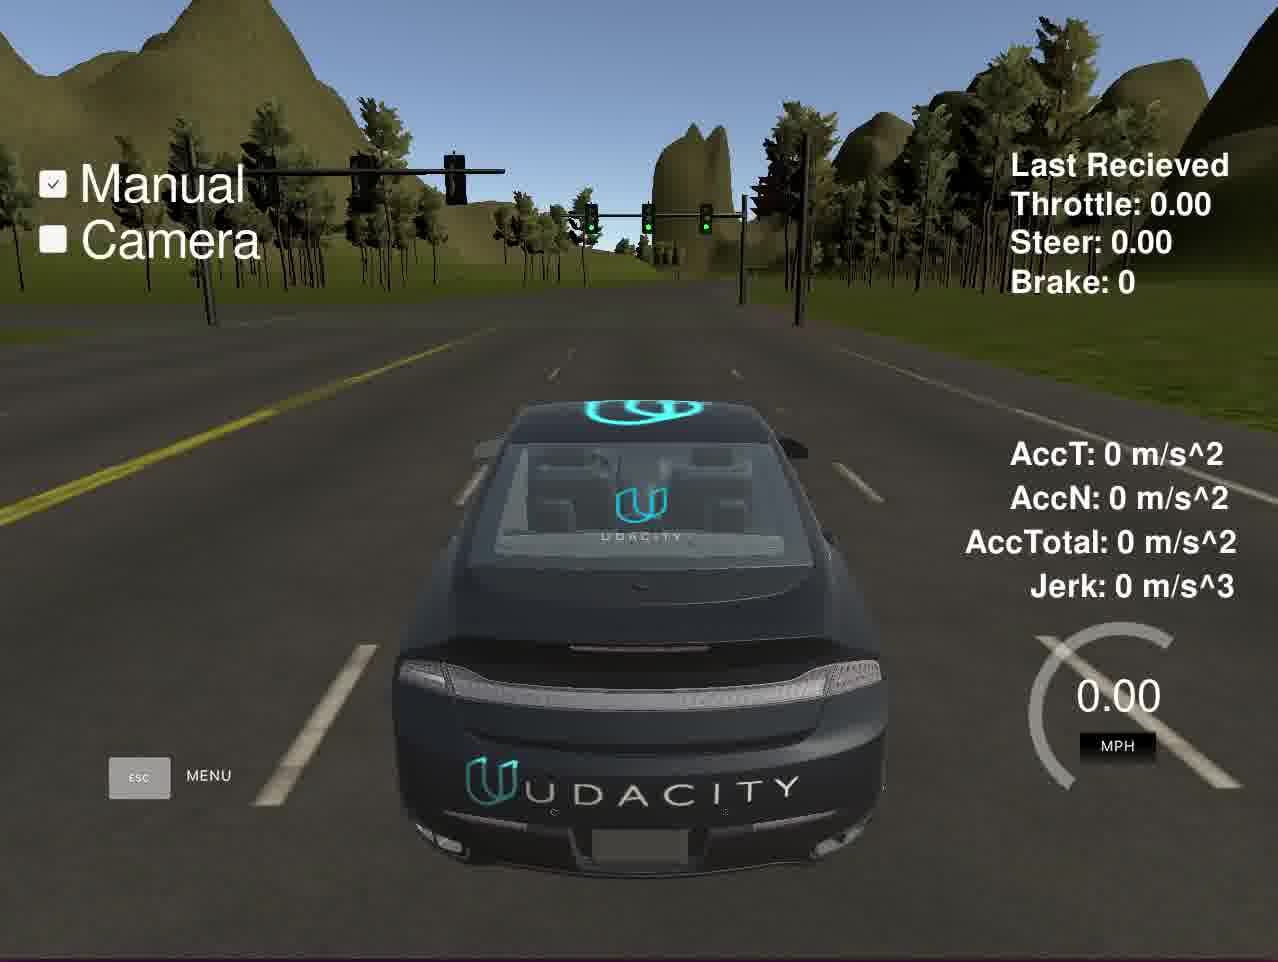 Manual
Camera
Last Recieved
Throttle: 0.00
Steer: 0.00
Brake: 0
UDACITY
AccT: 0 m/s^2
AccN: 0 m/s^2
AccTotal: 0 m/s^2
Jerk: 0 m/s^3
0.00
MPH
ESC MENU
UDACITY